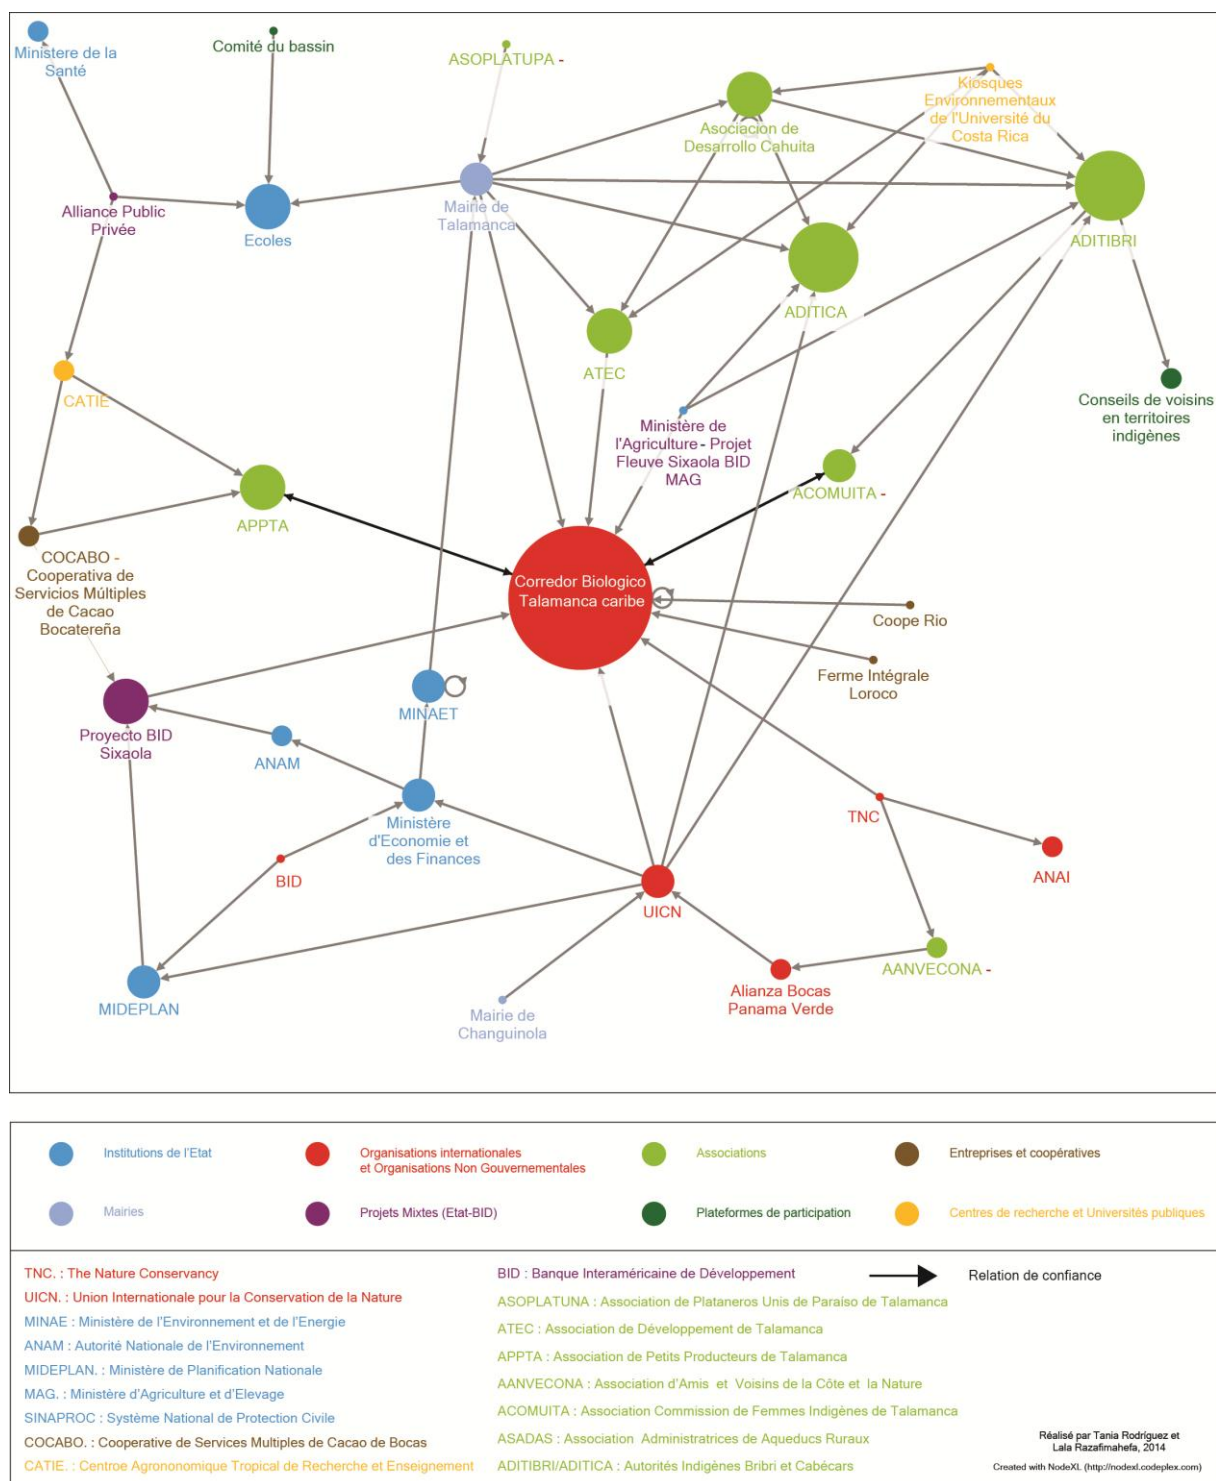 Ministere de la
Santé
Comité du bassin
ASOPLATUPA -
Kiosques
Environnementaux
de l'Université du
Costa Rica
Asociacion de
Desarrollo Cahuita
Alliance Public
Privée
Ecoles
Mairie de
Talamanca
ADITIBRI
ADITICA
ATEC
CATIE
Conseils de voisins
en territoires
indigènes
Ministère de
l'Agriculture - Projet
Fleuve Sixaola BID
MAG
ACOMUITA -
APPTA
COCABO -
Cooperativa de
Servicios Múltiples
de Cacao
Bocatereña
Corredor Biologico
Talamanca caribe
Coope Rio
Ferme Intégrale
Loroco
MINAET
Proyecto BID
Sixaola
ANAM
Ministère
d'Economie et
des Finances
TNC
BID
ANAI
UICN
AANVECONA -
MIDEPLAN
Mairie de
Changuinola
Alianza Bocas
Panama Verde
Institutions de l'Etat
Organisations internationales
et Organisations Non Gouvernementales
Associations
Entreprises et coopératives
Mairies
Projets Mixtes (Etat-BID)
Plateformes de participation
Centres de recherche et Universités publiques
TNC. : The Nature Conservancy
UICN. : Union Internationale pour la Conservation de la Nature
MINAE : Ministère de l'Environnement et de l'Energie
ANAM : Autorité Nationale de l'Environnement
MIDEPLAN. : Ministère de Planification Nationale
MAG. : Ministère d'Agriculture et d'Elevage
SINAPROC : Système National de Protection Civile
COCABO. : Cooperative de Services Multiples de Cacao de Bocas
CATIE. : Centroe Agrononomique Tropical de Recherche et Enseignement
BID : Banque Interaméricaine de Développement
Relation de confiance
ASOPLATUNA : Association de Plataneros Unis de Paraíso de Talamanca
ATEC : Association de Développement de Talamanca
APPTA : Association de Petits Producteurs de Talamanca
AANVECONA : Association d'Amis et Voisins de la Côte et la Nature
ACOMUITA : Association Commission de Femmes Indigènes de Talamanca
ASADAS : Association Administratrices de Aqueducs Ruraux
ADITIBRI/ADITICA : Autorités Indigènes Bribri et Cabécars
Réalisé par Tania Rodríguez et
Lala Razafimahefa, 2014
Created with NodeXL (http://nodexl.codeplex.com)